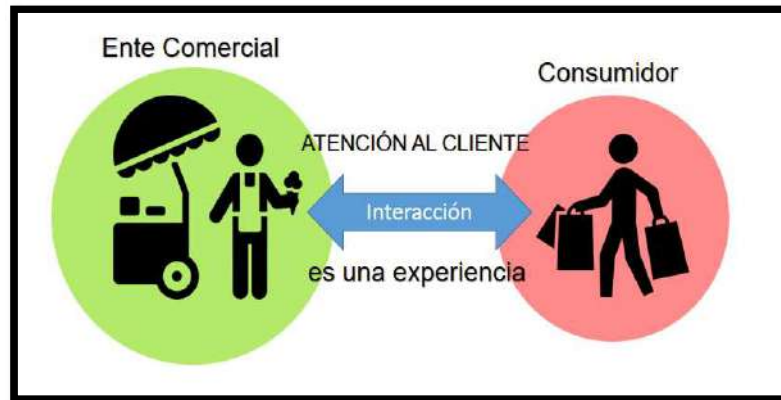 Ente Comercial
Consumidor
ATENCIÓN AL CLIENTE
Interacción
es una experiencia